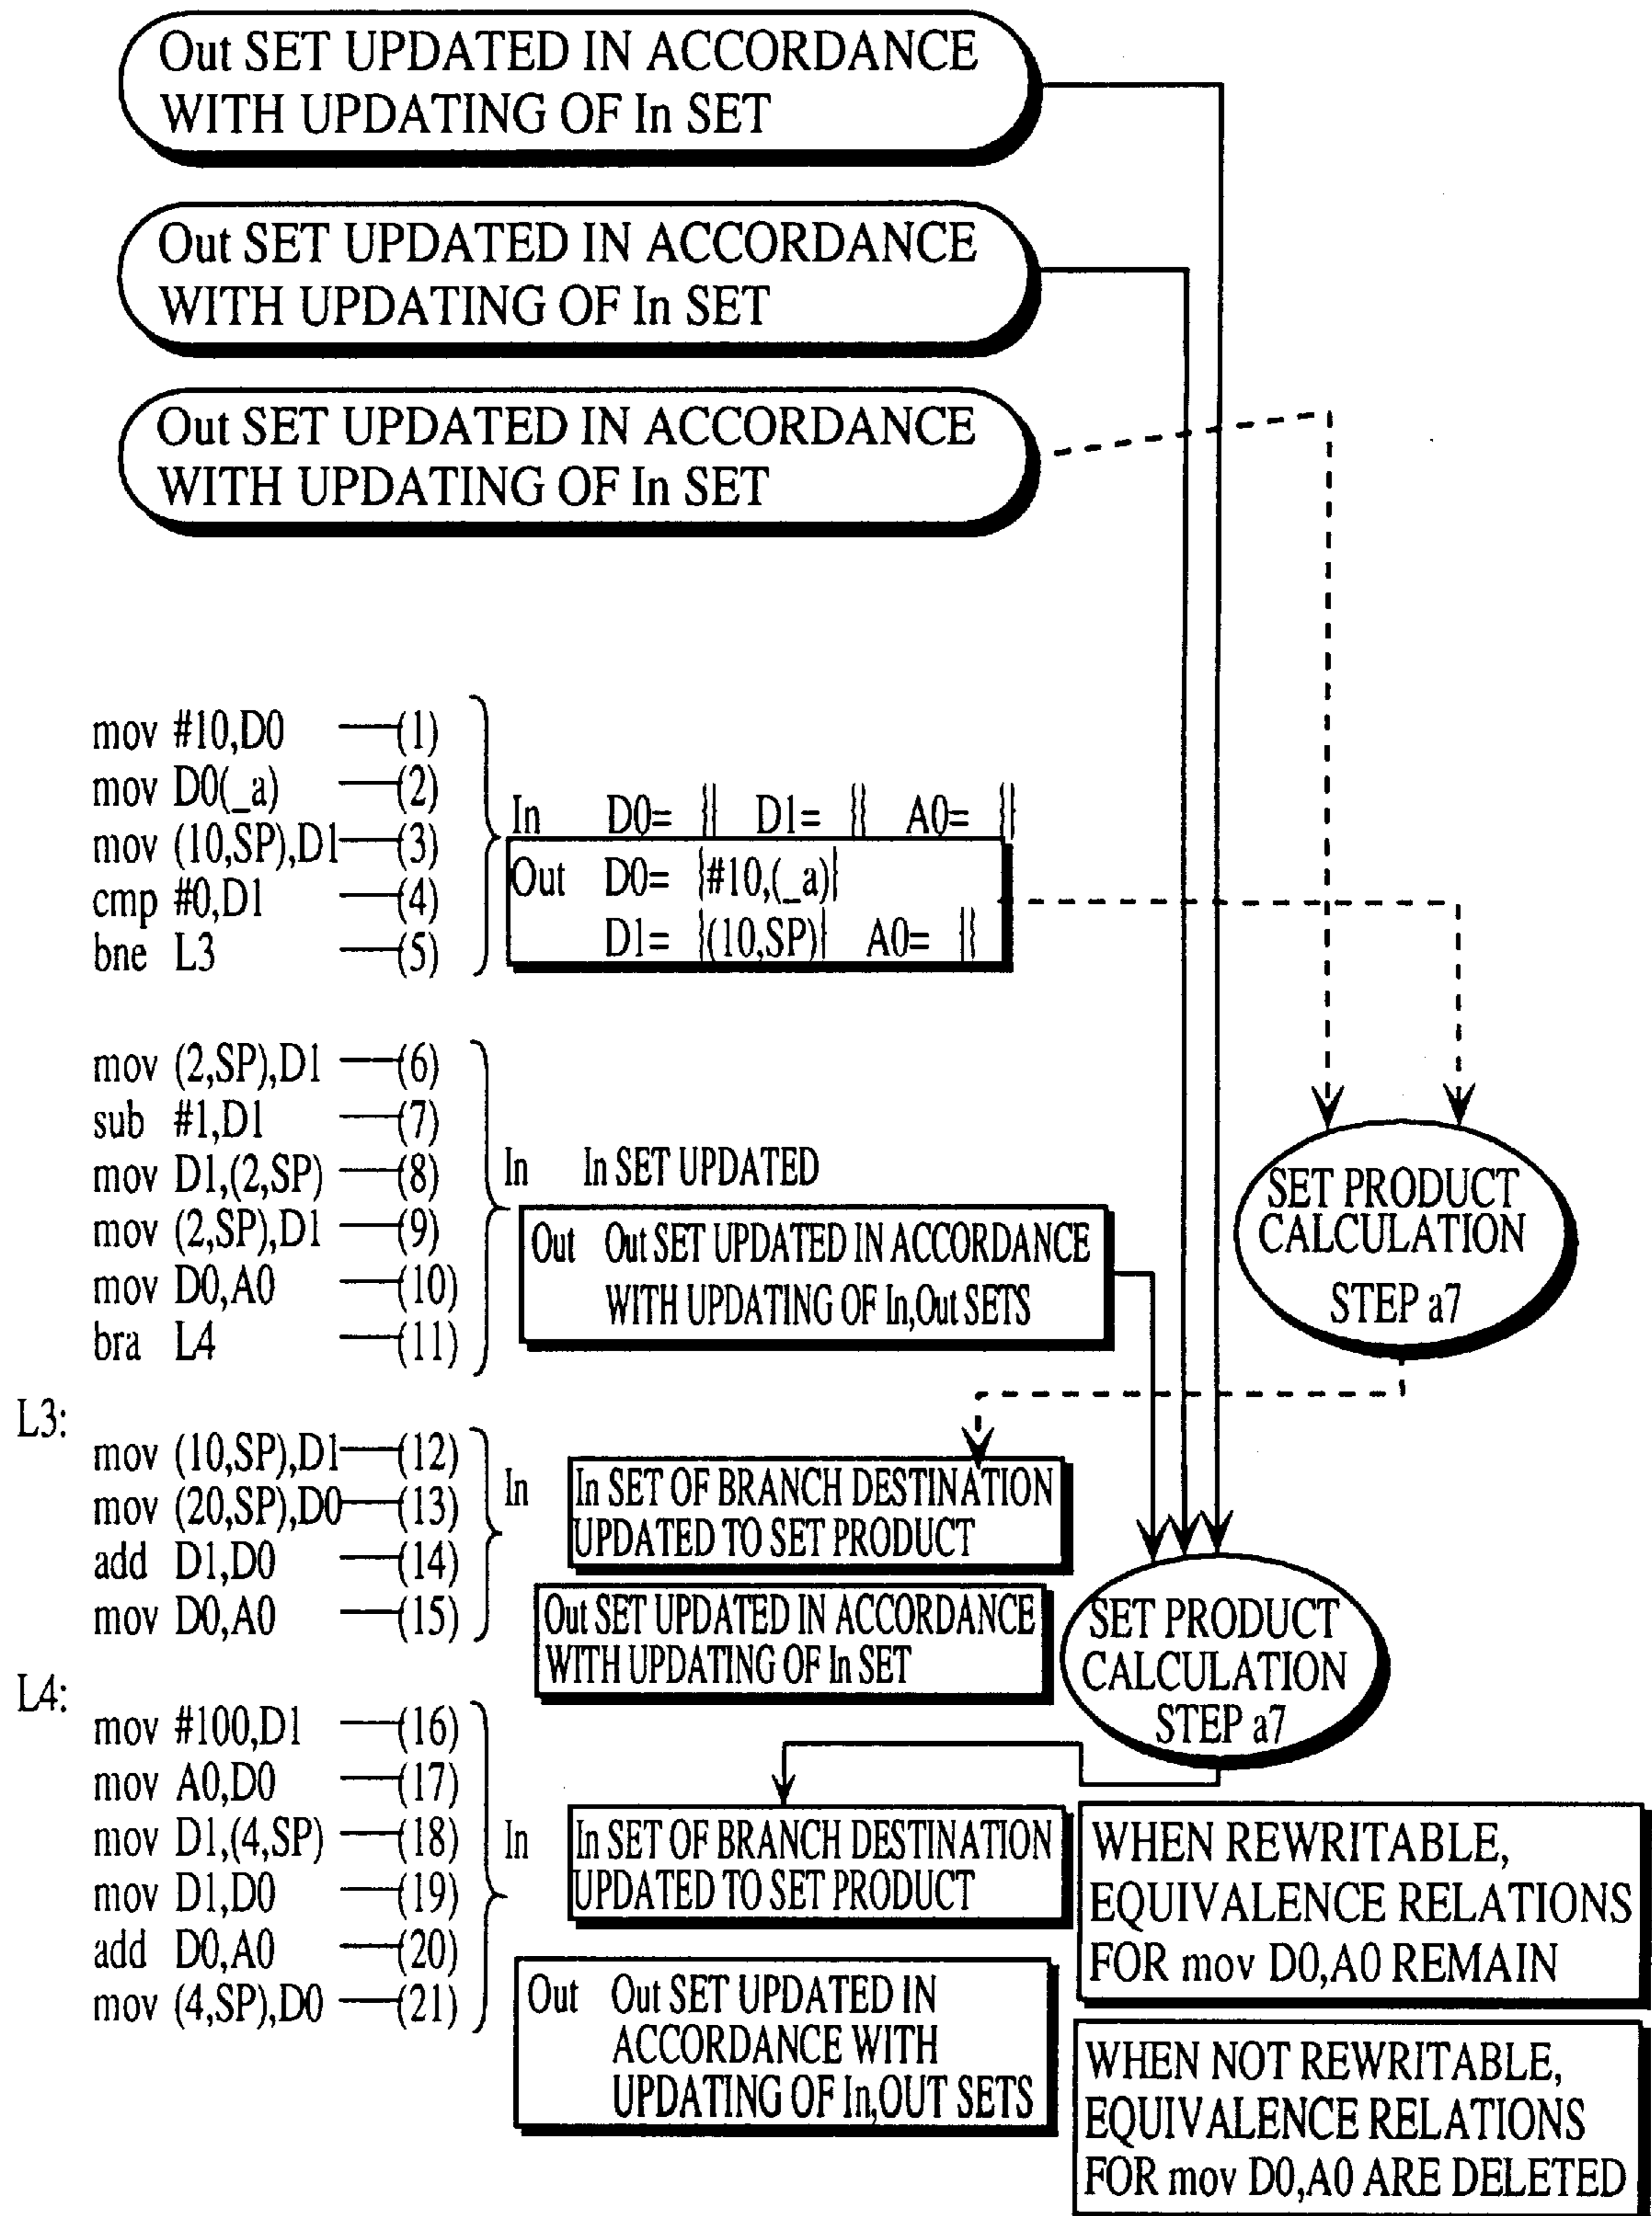 Out SET UPDATED IN ACCORDANCE
WITH UPDATING OF In SET
Out SET UPDATED IN ACCORDANCE
WITH UPDATING OF In SET
Out SET UPDATED IN ACCORDANCE
WITH UPDATING OF In SET
mov #10,D0 (1)
mov D0(_a) (2)
mov (10,SP),D1 (3)
cmp #0,D1 (4)
bne L3 (5)
In D0= {} D1= {} A0= {}
Out D0= {#10,(_a)}
D1= {(10,SP)} A0= {}
mov (2,SP),D1 (6)
sub #1,D1 (7)
mov D1,(2,SP) (8)
mov (2,SP),D1 (9)
mov D0,A0 (10)
bra L4 (11)
In In SET UPDATED
Out Out SET UPDATED IN ACCORDANCE
WITH UPDATING OF In,Out SETS
SET PRODUCT
CALCULATION
STEP a7
L3:
mov (10,SP),D1 (12)
mov (20,SP),D0 (13)
add D1,D0 (14)
mov D0,A0 (15)
In In SET OF BRANCH DESTINATION
UPDATED TO SET PRODUCT
Out SET UPDATED IN ACCORDANCE
WITH UPDATING OF In SET
SET PRODUCT
CALCULATION
STEP a7
L4:
mov #100,D1 (16)
mov A0,D0 (17)
mov D1,(4,SP) (18)
mov D1,D0 (19)
add D0,A0 (20)
mov (4,SP),D0 (21)
In In SET OF BRANCH DESTINATION
UPDATED TO SET PRODUCT
Out Out SET UPDATED IN
ACCORDANCE WITH
UPDATING OF In,OUT SETS
WHEN REWRITABLE,
EQUIVALENCE RELATIONS
FOR mov D0,A0 REMAIN
WHEN NOT REWRITABLE,
EQUIVALENCE RELATIONS
FOR mov D0,A0 ARE DELETED